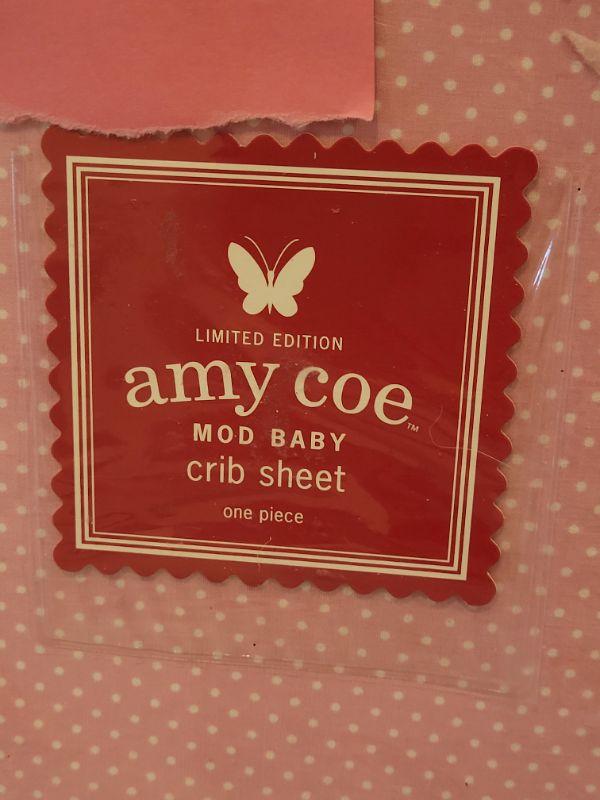 LIMITED EDITION
amy coe™
MOD BABY
crib sheet
one piece